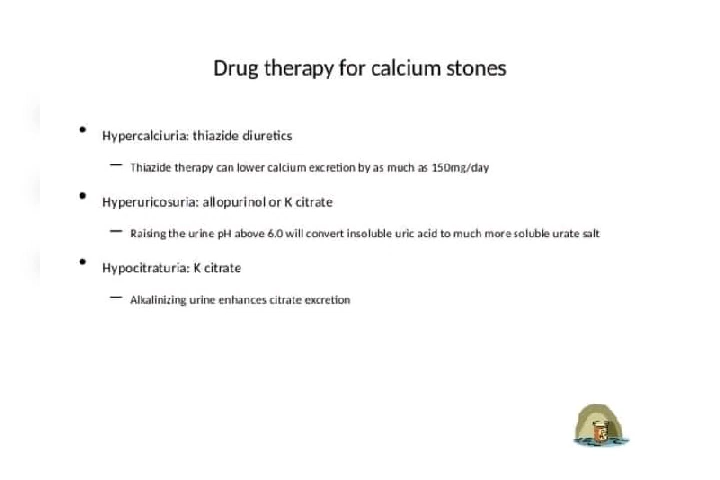 Drug therapy for calcium stones
• Hypercalciuria: thiazide diuretics
– Thiazide therapy can lower calcium excretion by as much as 150mg/day
• Hyperuricosuria: allopurinol or K citrate
– Raising the urine pH above 6.0 will convert insoluble uric acid to much more soluble urate salt
• Hypocitraturia: K citrate
– Alkalinizing urine enhances citrate excretion